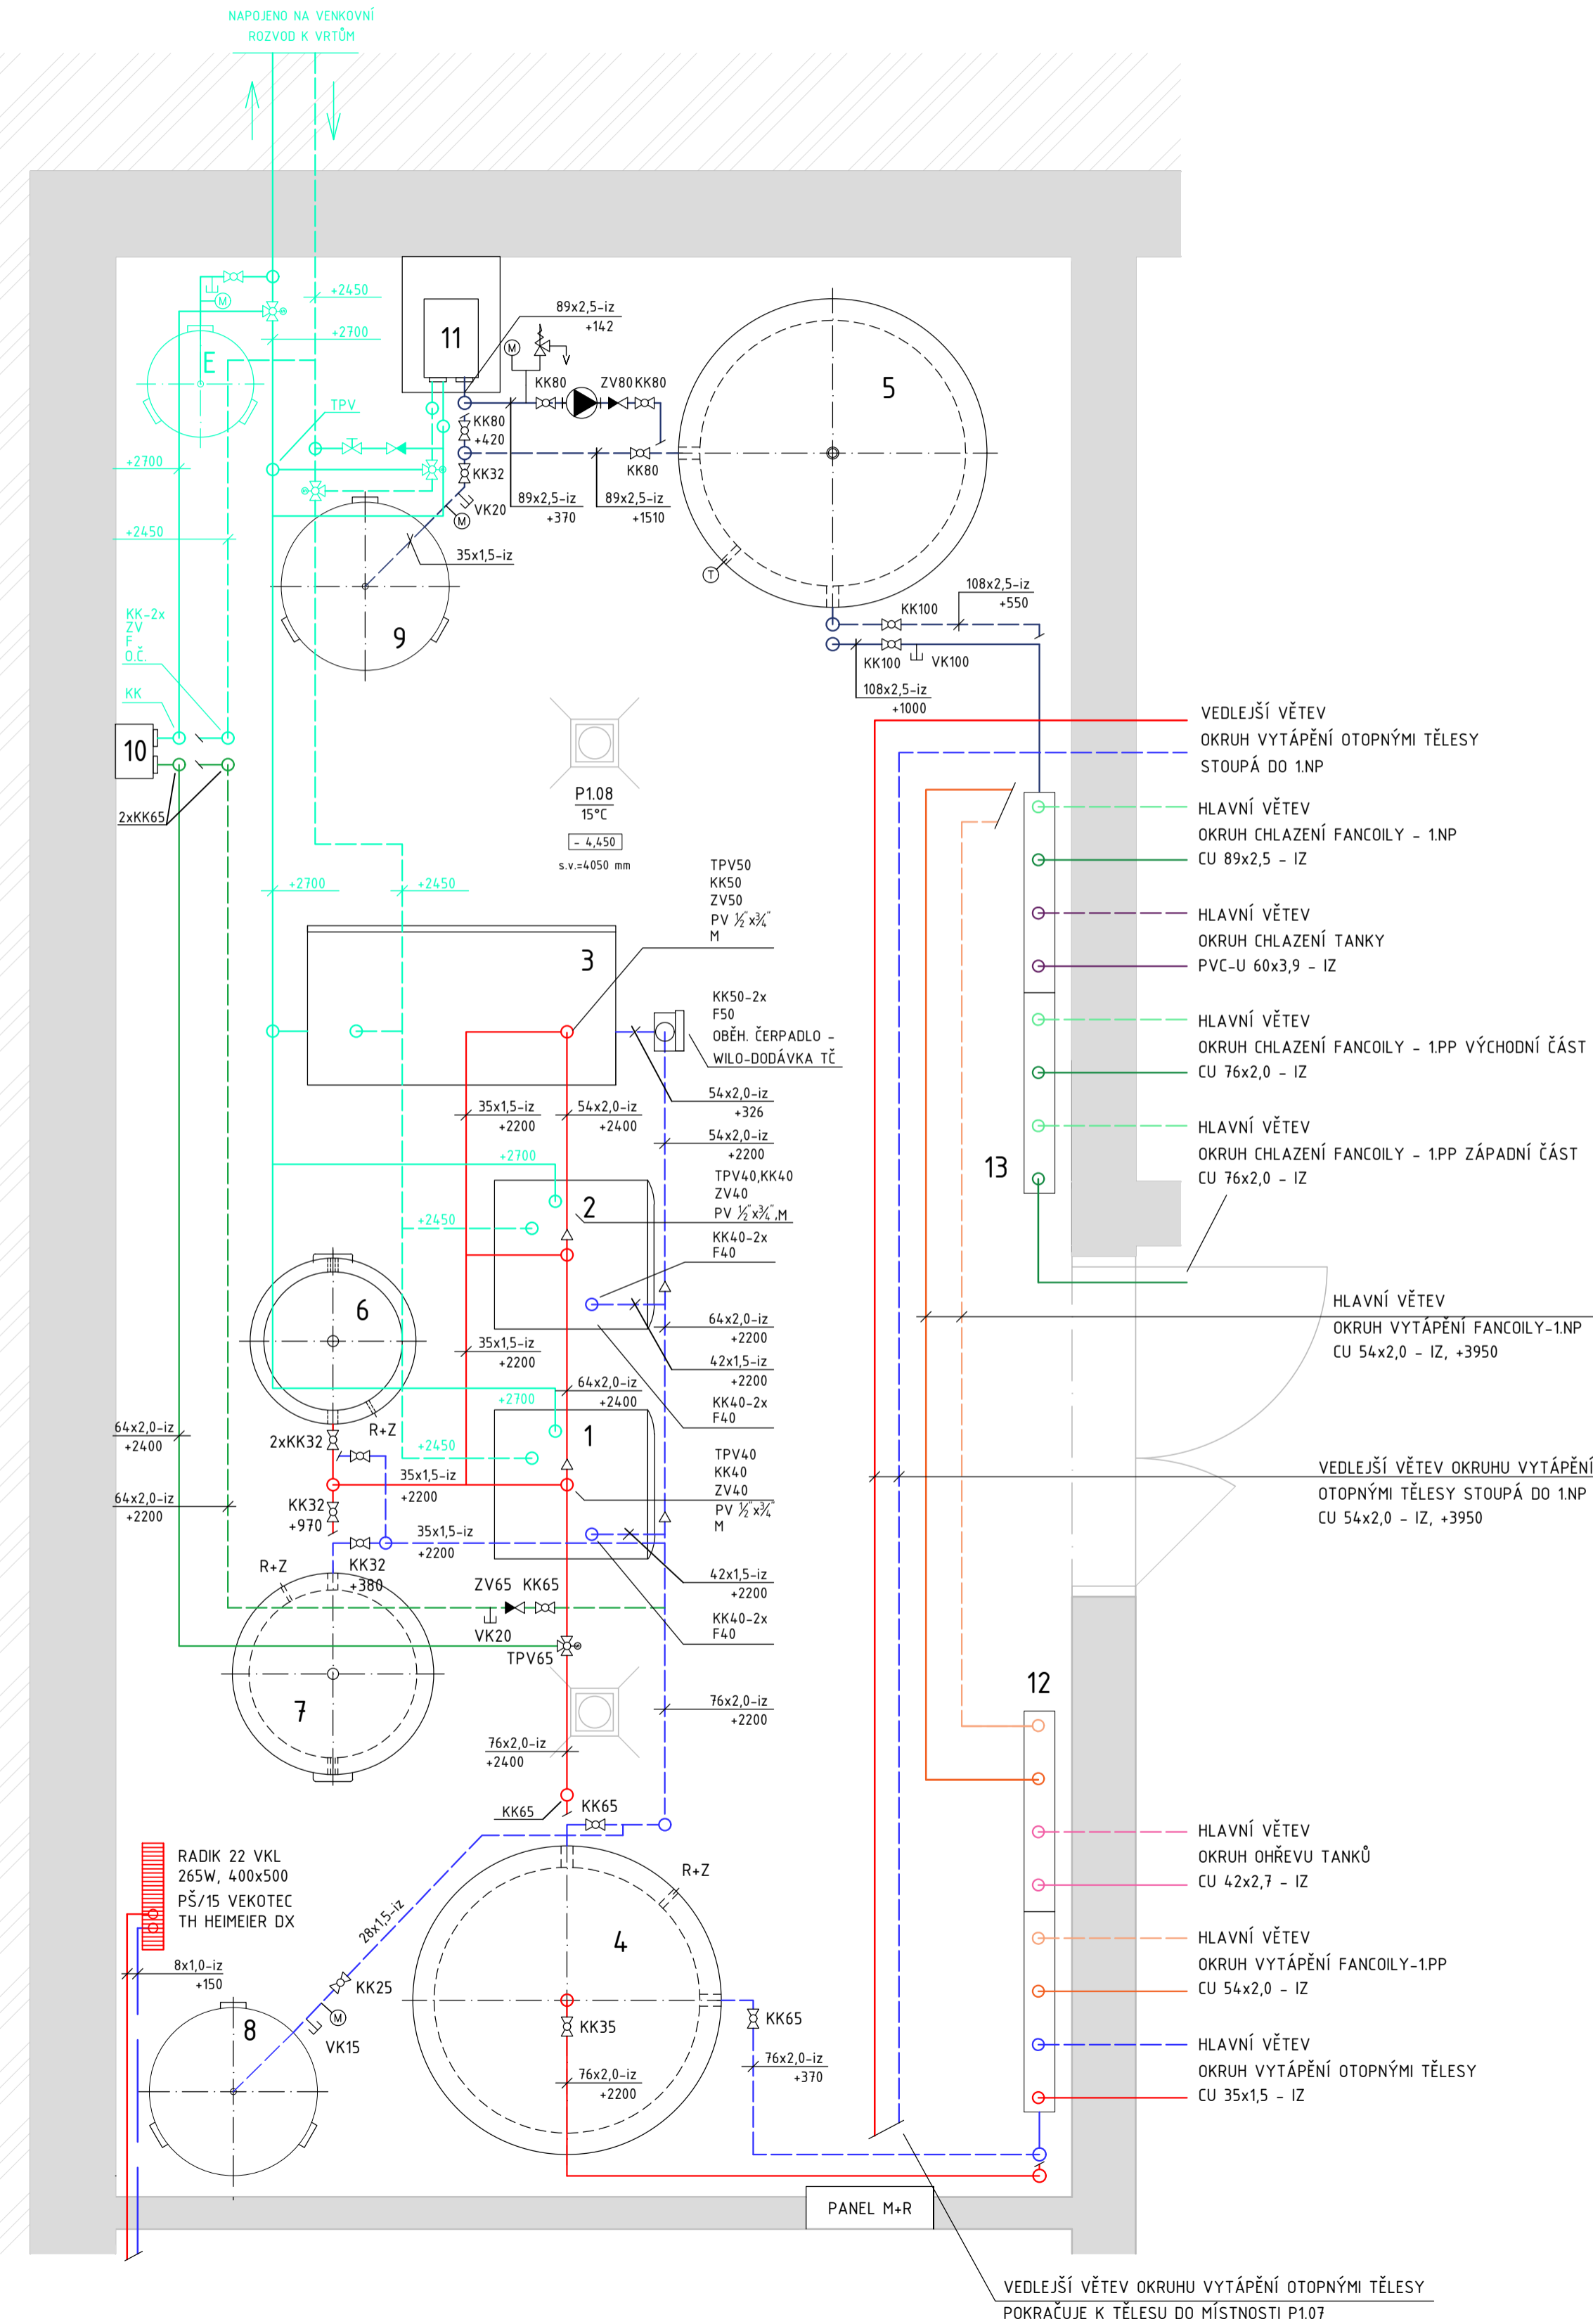 NAPOJENO NA VENKOVNÍ
ROZVOD K VRTŮM
+2450
+2700
M
E
11
89x2,5-iz
+142
M
KK80
ZV80
KK80
5
TPV
KK80
+420
KK32
KK80
+2700
VK20
M
89x2,5-iz
+370
89x2,5-iz
+1510
+2450
35x1,5-iz
T
108x2,5-iz
+550
9
KK100
KK-2x
ZV
F
O.Č.
KK
KK100
VK100
108x2,5-iz
+1000
10
2xKK65
P1.08
15°C
- 4,450
s.v.=4050 mm
VEDLEJŠÍ VĚTEV
OKRUH VYTÁPĚNÍ OTOPNÝMI TĚLESY
STOUPÁ DO 1.NP
HLAVNÍ VĚTEV
OKRUH CHLAZENÍ FANCOILY - 1.NP
CU 89x2,5 - IZ
HLAVNÍ VĚTEV
OKRUH CHLAZENÍ TANKY
PVC-U 60x3,9 - IZ
HLAVNÍ VĚTEV
OKRUH CHLAZENÍ FANCOILY - 1.PP VÝCHODNÍ ČÁST
CU 76x2,0 - IZ
HLAVNÍ VĚTEV
OKRUH CHLAZENÍ FANCOILY - 1.PP ZÁPADNÍ ČÁST
CU 76x2,0 - IZ
13
+2700
+2450
TPV50
KK50
ZV50
PV ½"x¾"
M
3
KK50-2x
F50
OBĚH. ČERPADLO -
WILO-DODÁVKA TČ
35x1,5-iz
+2200
54x2,0-iz
+2400
54x2,0-iz
+326
54x2,0-iz
+2200
+2700
TPV40,KK40
ZV40
PV ½"x¾",M
2
+2450
KK40-2x
F40
6
64x2,0-iz
+2200
35x1,5-iz
+2200
42x1,5-iz
+2200
64x2,0-iz
+2400
KK40-2x
F40
+2700
HLAVNÍ VĚTEV
OKRUH VYTÁPĚNÍ FANCOILY-1.NP
CU 54x2,0 - IZ, +3950
R+Z
1
64x2,0-iz
+2400
2xKK32
+2450
TPV40
KK40
ZV40
PV ½"x¾"
M
35x1,5-iz
+2200
VEDLEJŠÍ VĚTEV OKRUHU VYTÁPĚNÍ
OTOPNÝMI TĚLESY STOUPÁ DO 1.NP
CU 54x2,0 - IZ, +3950
64x2,0-iz
+2200
KK32
+970
35x1,5-iz
+2200
R+Z
KK32
+380
42x1,5-iz
+2200
ZV65
KK65
VK20
KK40-2x
F40
TPV65
7
76x2,0-iz
+2200
12
76x2,0-iz
+2400
KK65
KK65
RADIK 22 VKL
265W, 400x500
PŠ/15 VEKOTEC
TH HEIMEIER DX
R+Z
HLAVNÍ VĚTEV
OKRUH OHŘEVU TANKŮ
CU 42x2,7 - IZ
28x1,5-iz
4
HLAVNÍ VĚTEV
OKRUH VYTÁPĚNÍ FANCOILY-1.PP
CU 54x2,0 - IZ
8x1,0-iz
+150
KK25
M
VK15
8
KK35
KK65
76x2,0-iz
+370
76x2,0-iz
+2200
HLAVNÍ VĚTEV
OKRUH VYTÁPĚNÍ OTOPNÝMI TĚLESY
CU 35x1,5 - IZ
PANEL M+R
VEDLEJŠÍ VĚTEV OKRUHU VYTÁPĚNÍ OTOPNÝMI TĚLESY
POKRAČUJE K TĚLESU DO MÍSTNOSTI P1.07